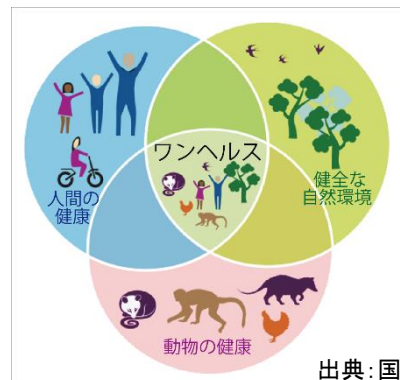 ワンヘルス
人間の
健康
健全な
自然環境
動物の健康
出典：国